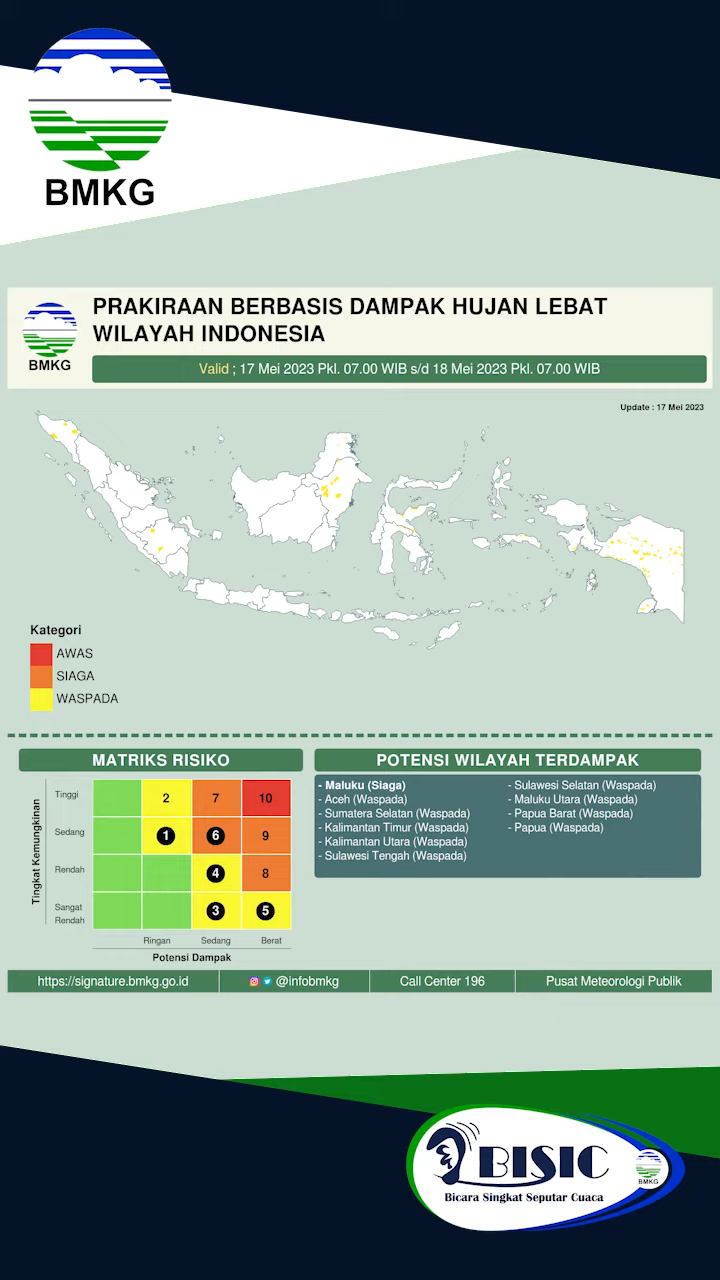 BMKG
PRAKIRAAN BERBASIS DAMPAK HUJAN LEBAT
WILAYAH INDONESIA
BMKG
Valid ; 17 Mei 2023 Pkl. 07.00 WIB s/d 18 Mei 2023 Pkl. 07.00 WIB
Update : 17 Mei 2023
Kategori
AWAS
SIAGA
WASPADA
MATRIKS RISIKO
Tingkat Kemungkinan
Tinggi
2 7 10
Sedang
1 6 9
Rendah
4 8
Sangat
Rendah
3 5
Ringan Sedang Berat
Potensi Dampak
POTENSI WILAYAH TERDAMPAK
- Maluku (Siaga)
- Aceh (Waspada)
- Sumatera Selatan (Waspada)
- Kalimantan Timur (Waspada)
- Kalimantan Utara (Waspada)
- Sulawesi Tengah (Waspada)
- Sulawesi Selatan (Waspada)
- Maluku Utara (Waspada)
- Papua Barat (Waspada)
- Papua (Waspada)
https://signature.bmkg.go.id
@infobmkg
Call Center 196
Pusat Meteorologi Publik
BISIC
Bicara Singkat Seputar Cuaca
BMKG